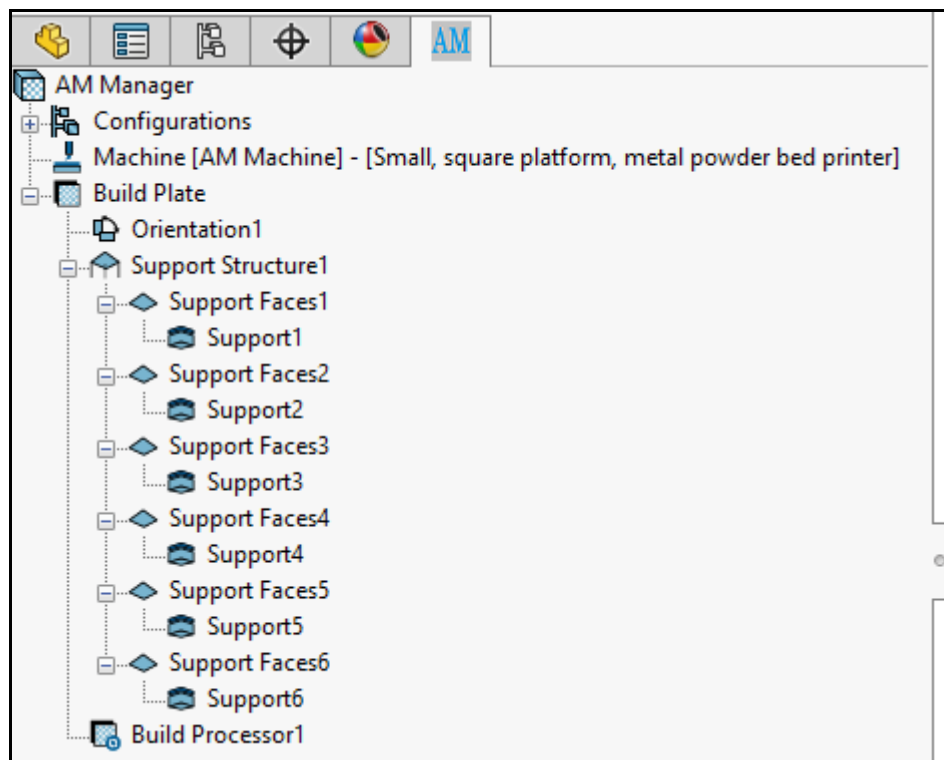 AM
AM Manager
Configurations
Machine [AM Machine] - [Small, square platform, metal powder bed printer]
Build Plate
Orientation1
Support Structure1
Support Faces1
Support1
Support Faces2
Support2
Support Faces3
Support3
Support Faces4
Support4
Support Faces5
Support5
Support Faces6
Support6
Build Processor1